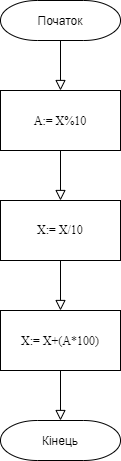 Початок
A:= X%10
X:= X/10
X:= X+(A*100)
Кінець